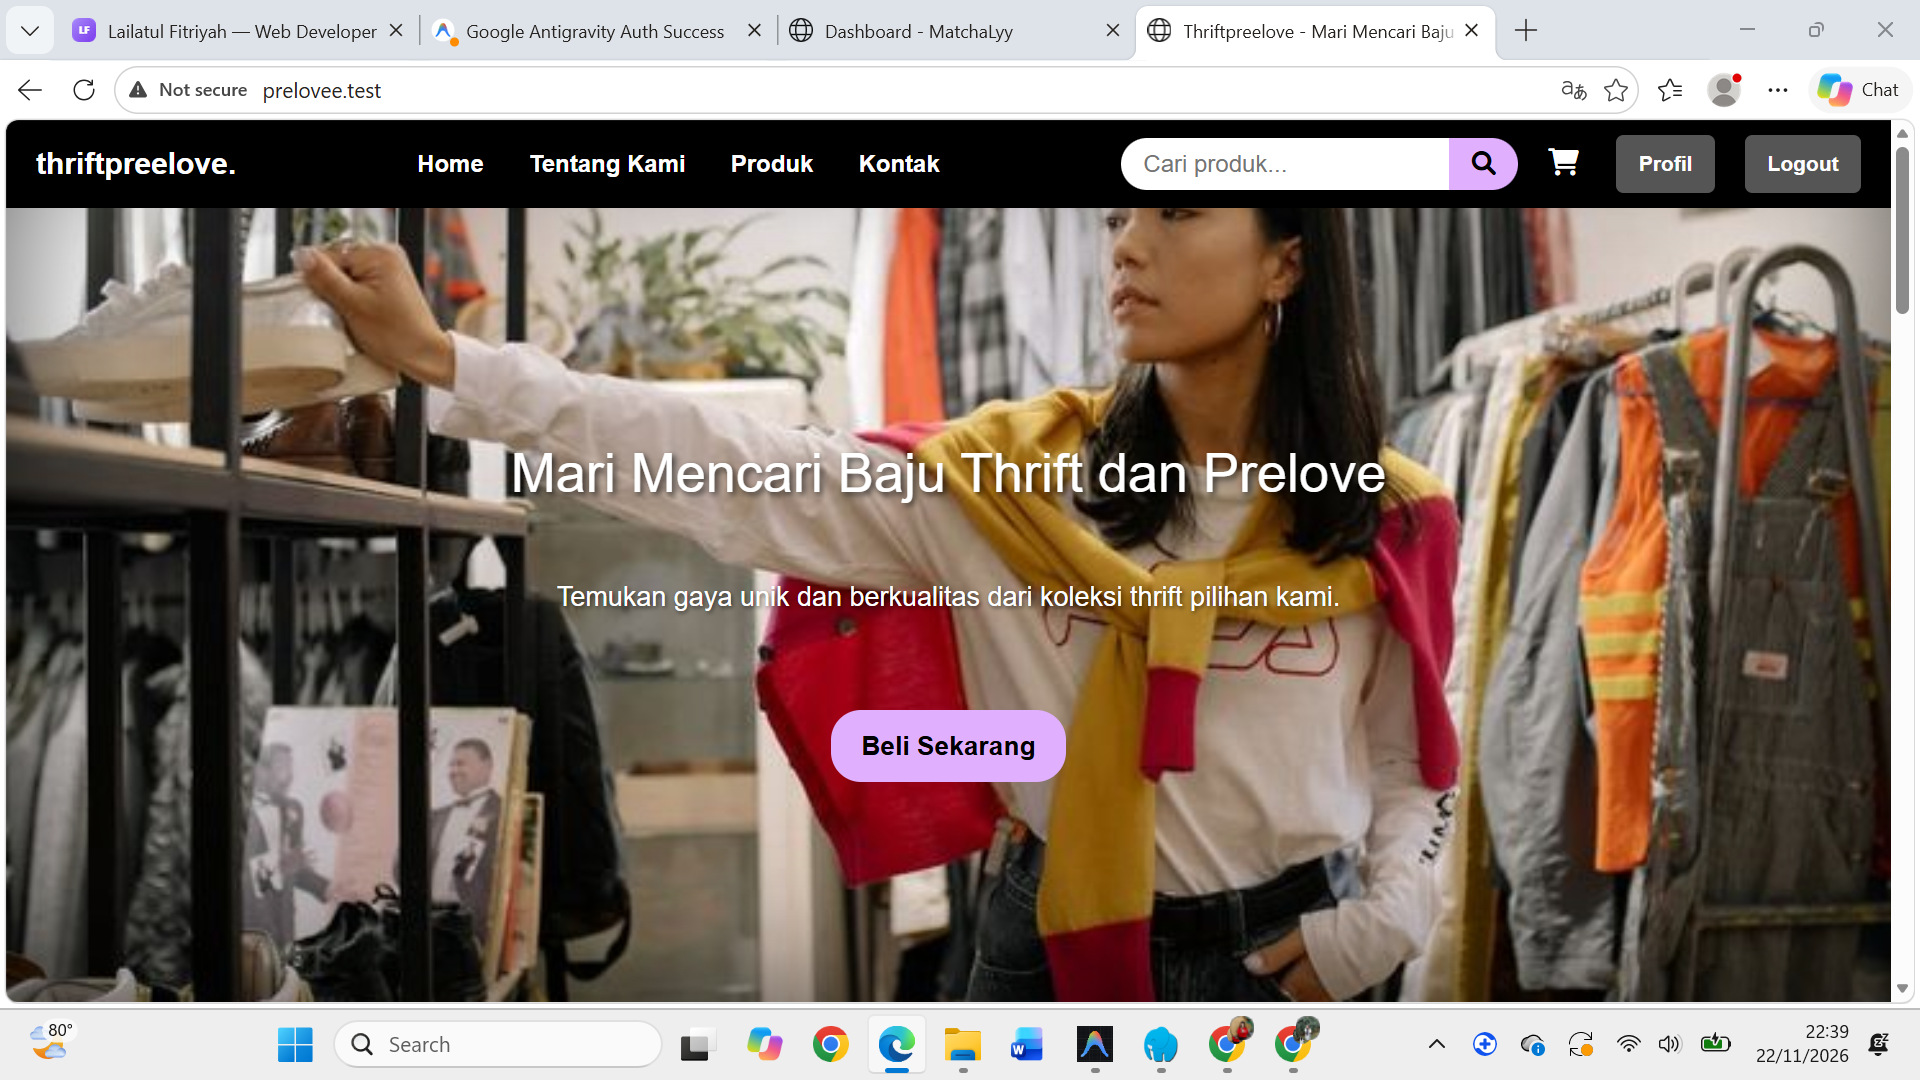 Lailatul Fitriyah — Web Developer
Google Antigravity Auth Success
Dashboard - MatchaLyy
Thriftpreelove - Mari Mencari Baju
Not secure prelovee.test
Chat
thriftpreelove.
Home Tentang Kami Produk Kontak
Cari produk...
Profil
Logout
Mari Mencari Baju Thrift dan Prelove
Temukan gaya unik dan berkualitas dari koleksi thrift pilihan kami.
Beli Sekarang
80°
Search
22:39
22/11/2026